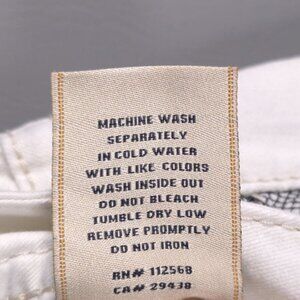 MACHINE WASH
SEPARATELY
IN COLD WATER
WITH LIKE COLORS
WASH INSIDE OUT
DO NOT BLEACH
TUMBLE DRY LOW
REMOVE PROMPTLY
DO NOT IRON
RN# 112568
CA# 29438